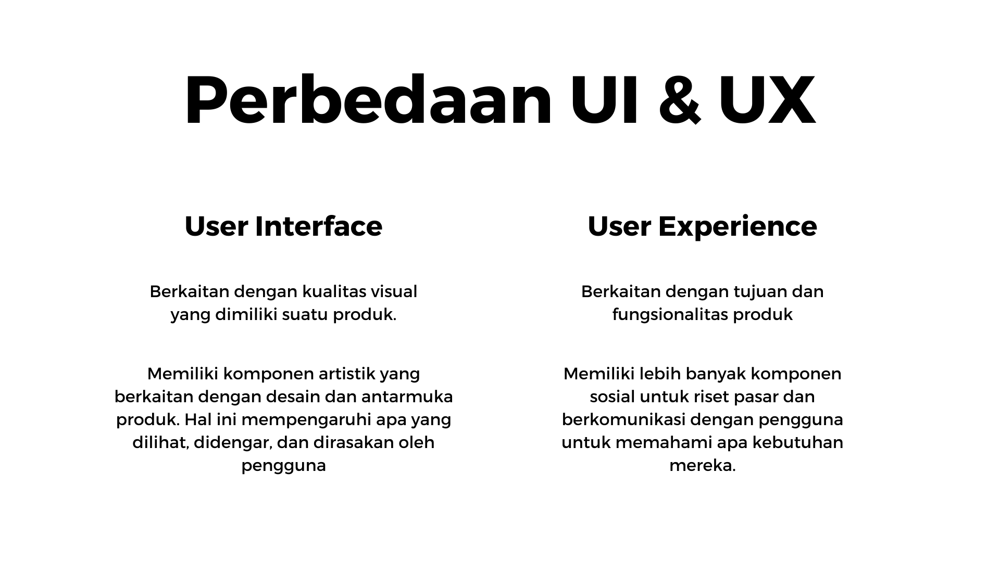 Perbedaan UI & UX
User Interface
Berkaitan dengan kualitas visual
yang dimiliki suatu produk.
Memiliki komponen artistik yang
berkaitan dengan desain dan antarmuka
produk. Hal ini mempengaruhi apa yang
dilihat, didengar, dan dirasakan oleh
pengguna
User Experience
Berkaitan dengan tujuan dan
fungsionalitas produk
Memiliki lebih banyak komponen
sosial untuk riset pasar dan
berkomunikasi dengan pengguna
untuk memahami apa kebutuhan
mereka.